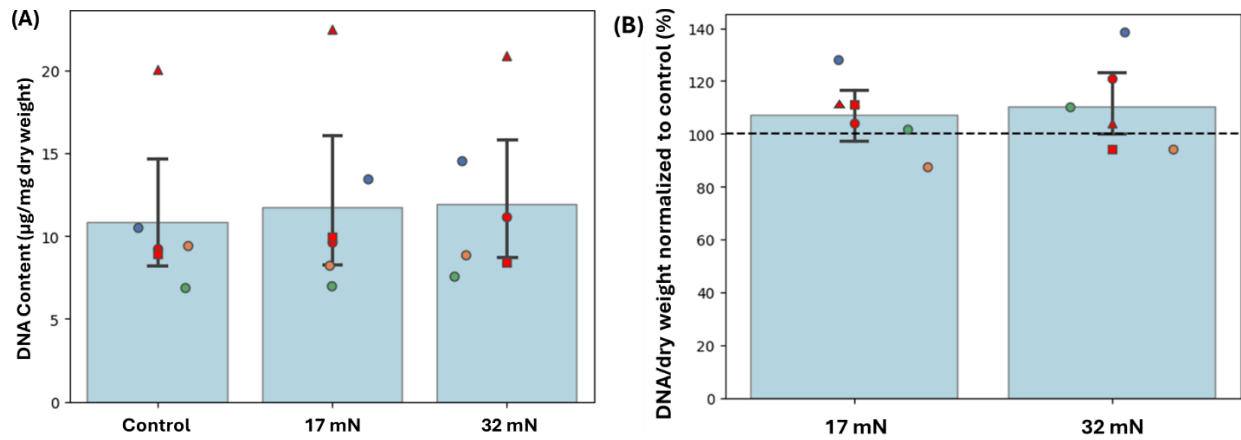 (A)
DNA Content (µg/mg dry weight)
20
15
10
5
0
Control
17 mN
32 mN
(B)
DNA/dry weight normalized to control (%)
140
120
100
80
60
40
20
0
17 mN
32 mN